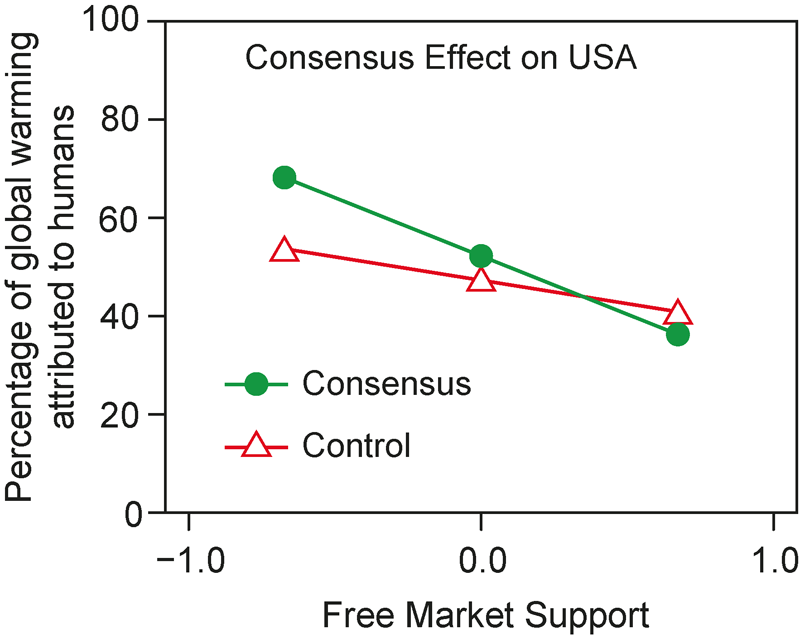 Consensus Effect on USA
Percentage of global warming
attributed to humans
100
80
60
40
20
0
Consensus
Control
−1.0
0.0
1.0
Free Market Support